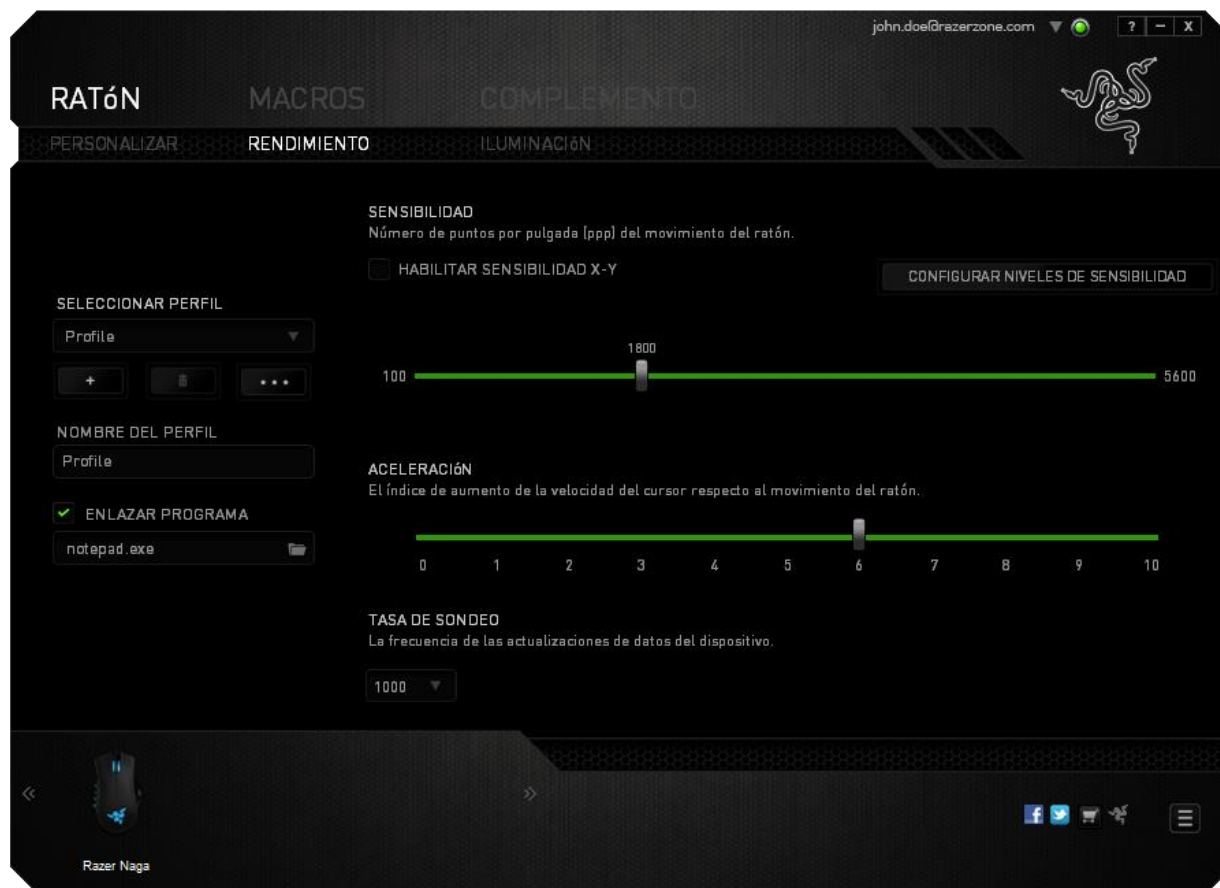 john.doe@razerzone.com
? – X
RATóN MACROS COMPLEMENTO
PERSONALIZAR RENDIMIENTO ILUMINACIóN
SENSIBILIDAD
Número de puntos por pulgada (ppp) del movimiento del ratón.
HABILITAR SENSIBILIDAD X-Y
CONFIGURAR NIVELES DE SENSIBILIDAD
SELECCIONAR PERFIL
Profile
+ •••
1800
100 5600
NOMBRE DEL PERFIL
Profile
ENLAZAR PROGRAMA
notepad.exe
ACELERACIóN
El índice de aumento de la velocidad del cursor respecto al movimiento del ratón.
0 1 2 3 4 5 6 7 8 9 10
TASA DE SONDEO
La frecuencia de las actualizaciones de datos del dispositivo.
1000
Razer Naga